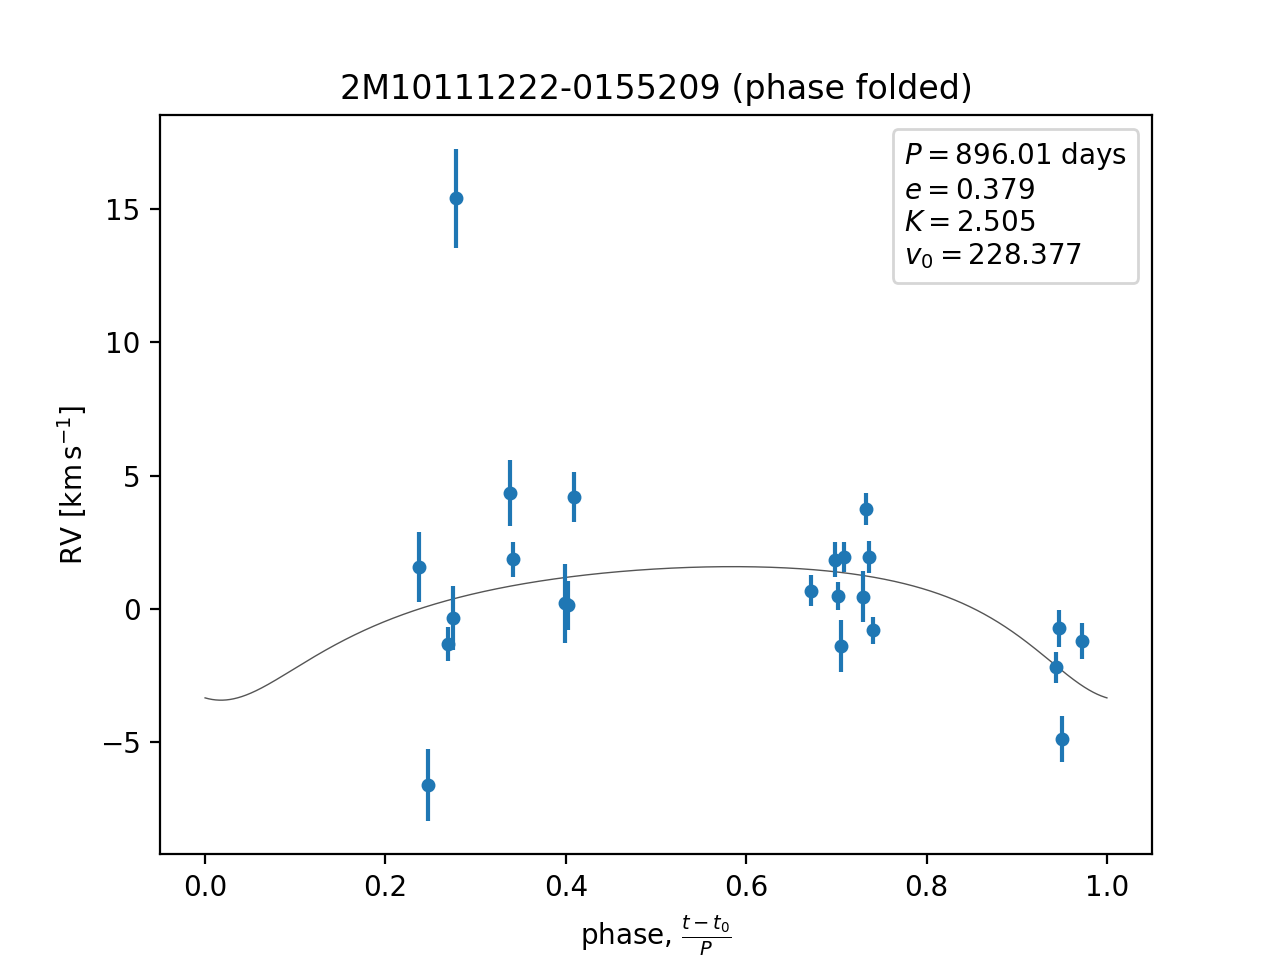 2M10111222-0155209 (phase folded)
P = 896.01 days
e = 0.379
K = 2.505
v₀ = 228.377
15
10
5
0
−5
RV [km s⁻¹]
0.0 0.2 0.4 0.6 0.8 1.0
phase, (t − t₀)/P